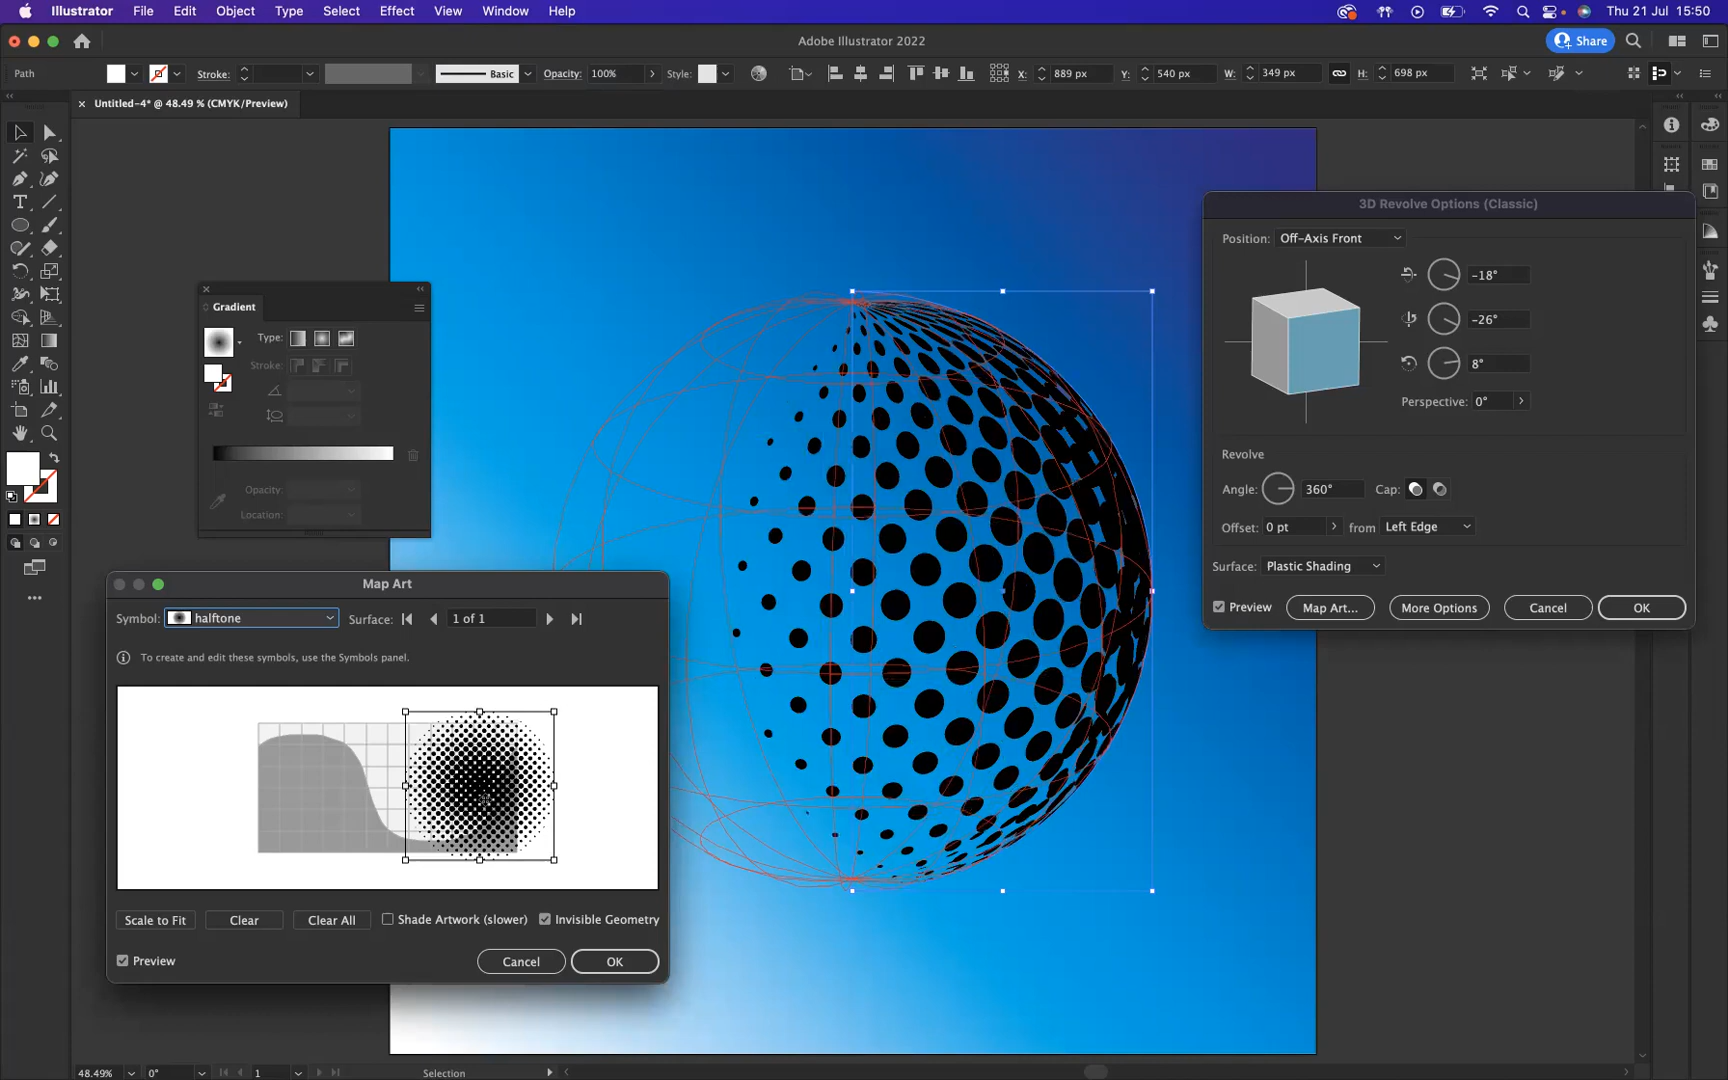 Illustrator File Edit Object Type Select Effect View Window Help Thu 21 Jul 15:50
Adobe Illustrator 2022 Share
Path Stroke: Basic Opacity: 100% Style: X: 889 px Y: 540 px W: 349 px H: 698 px
Untitled-4* @ 48.49 % (CMYK/Preview)
3D Revolve Options (Classic)
Position: Off-Axis Front
-18°
-26°
8°
Perspective: 0°
Revolve
Angle: 360° Cap:
Offset: 0 pt from Left Edge
Surface: Plastic Shading
Preview Map Art... More Options Cancel OK
Gradient
Type:
Stroke:
Opacity:
Location:
Map Art
Symbol: halftone Surface: 1 of 1
To create and edit these symbols, use the Symbols panel.
Scale to Fit Clear Clear All Shade Artwork (slower) Invisible Geometry
Preview Cancel OK
48.49% 0° 1 Selection